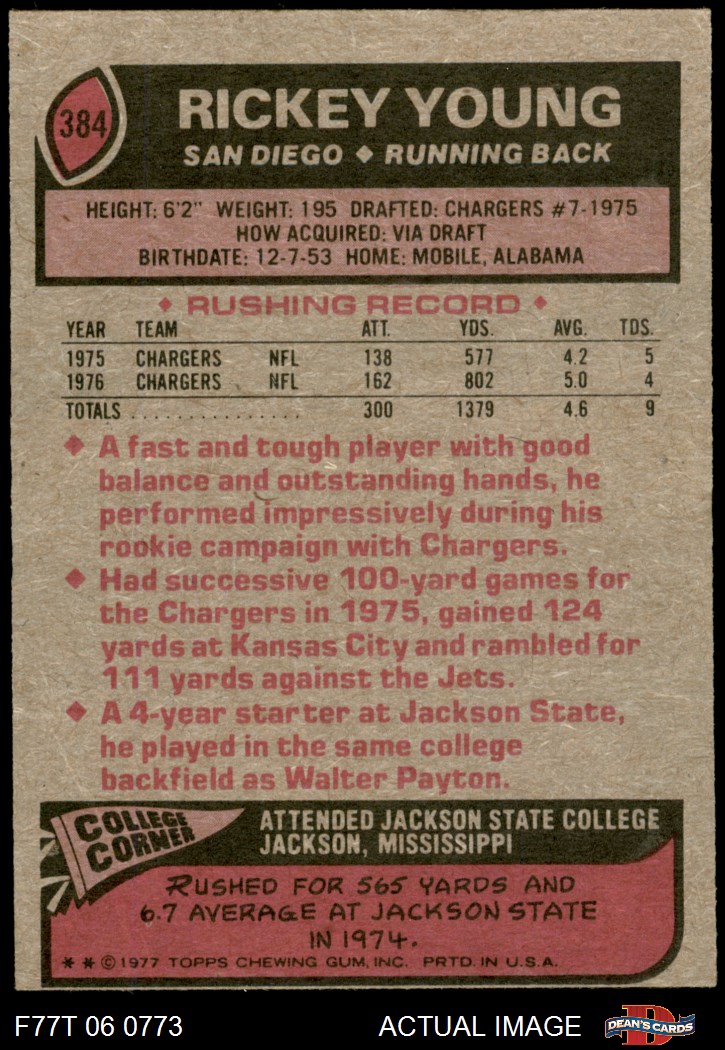 384
RICKEY YOUNG
SAN DIEGO ◆ RUNNING BACK
HEIGHT: 6'2" WEIGHT: 195 DRAFTED: CHARGERS #7-1975
HOW ACQUIRED: VIA DRAFT
BIRTHDATE: 12-7-53 HOME: MOBILE, ALABAMA
◆ RUSHING RECORD ◆
YEAR TEAM ATT. YDS. AVG. TDS.
1975 CHARGERS NFL 138 577 4.2 5
1976 CHARGERS NFL 162 802 5.0 4
TOTALS ................ 300 1379 4.6 9
◆ A fast and tough player with good
balance and outstanding hands, he
performed impressively during his
rookie campaign with Chargers.
◆ Had successive 100-yard games for
the Chargers in 1975, gained 124
yards at Kansas City and rambled for
111 yards against the Jets.
◆ A 4-year starter at Jackson State,
he played in the same college
backfield as Walter Payton.
COLLEGE
CORNER
ATTENDED JACKSON STATE COLLEGE
JACKSON, MISSISSIPPI
RUSHED FOR 565 YARDS AND
6.7 AVERAGE AT JACKSON STATE
IN 1974.
* * © 1977 TOPPS CHEWING GUM, INC. PRTD. IN U.S.A.
F77T 06 0773 ACTUAL IMAGE
D
DEAN'S CARDS